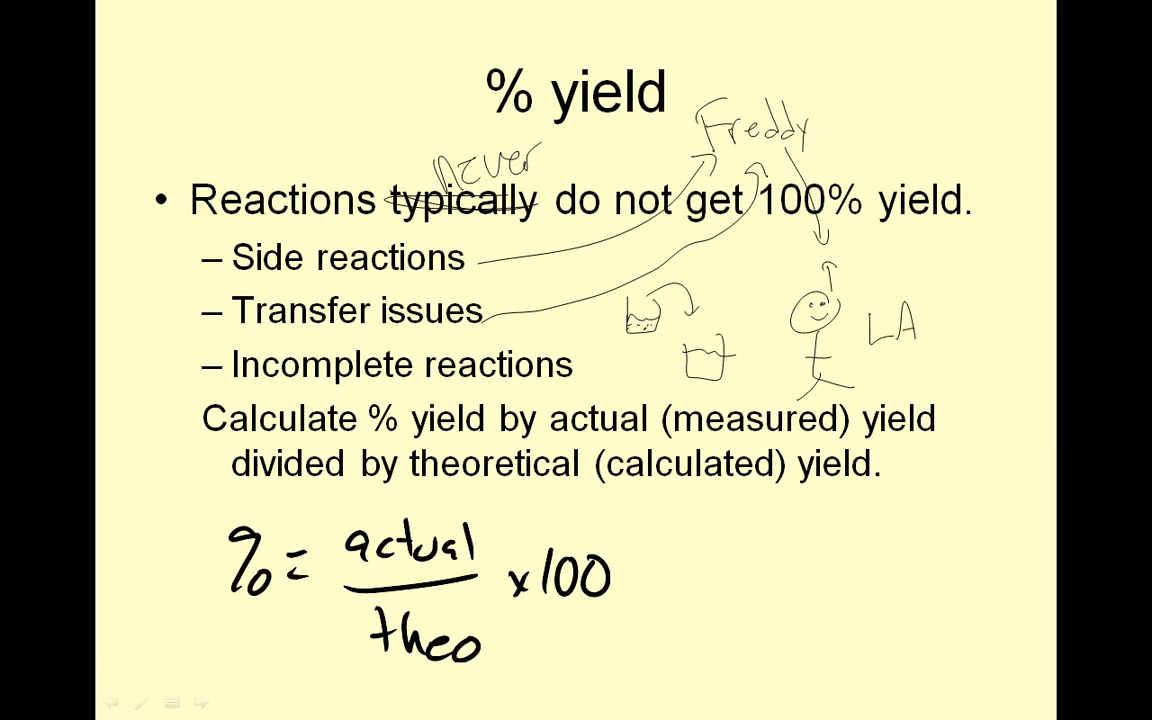 % yield
Freddy
never
• Reactions typically do not get 100% yield.
– Side reactions
– Transfer issues
LA
– Incomplete reactions
Calculate % yield by actual (measured) yield
divided by theoretical (calculated) yield.
% = actual
theo
×100